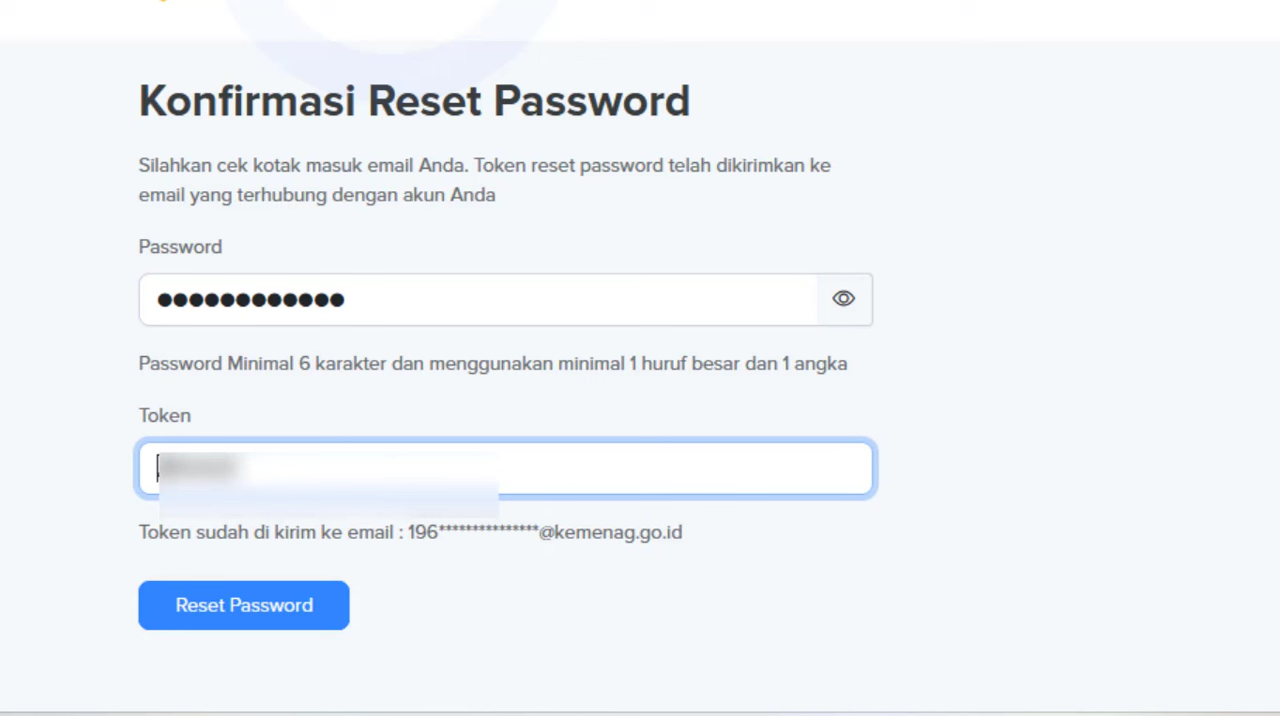 Konfirmasi Reset Password
Silahkan cek kotak masuk email Anda. Token reset password telah dikirimkan ke
email yang terhubung dengan akun Anda
Password
●●●●●●●●●●●●
Password Minimal 6 karakter dan menggunakan minimal 1 huruf besar dan 1 angka
Token
Token sudah di kirim ke email : 196***************@kemenag.go.id
Reset Password